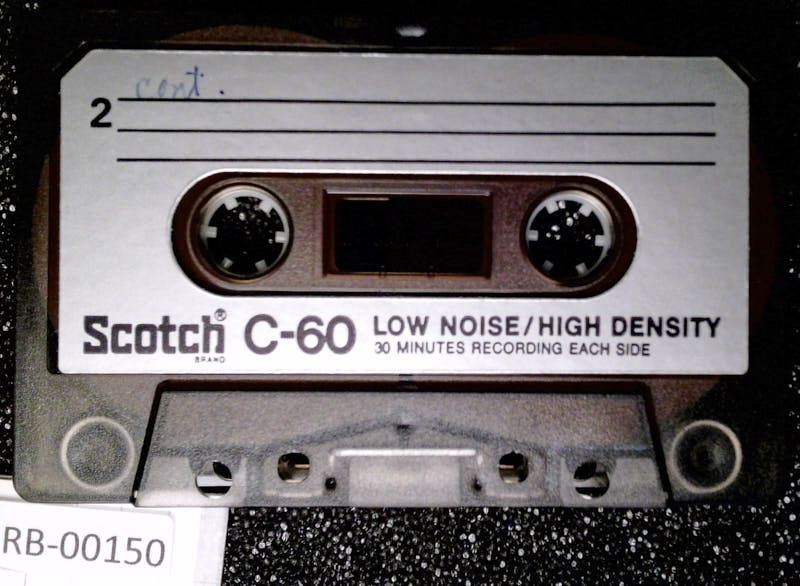 cont.
2
Scotch® C-60 LOW NOISE/HIGH DENSITY
BRAND 30 MINUTES RECORDING EACH SIDE
RB-00150